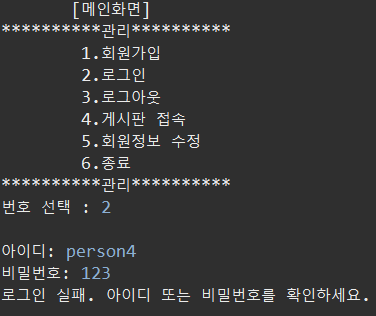 [메인화면]
**********관리**********
1.회원가입
2.로그인
3.로그아웃
4.게시판 접속
5.회원정보 수정
6.종료
**********관리**********
번호 선택 : 2
아이디: person4
비밀번호: 123
로그인 실패. 아이디 또는 비밀번호를 확인하세요.